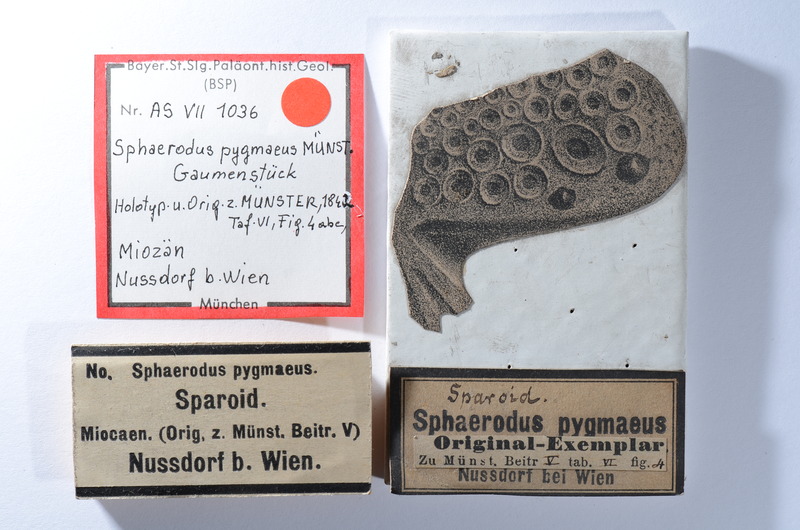 Bayer.St.Slg.Paläont.hist.Geol.
(BSP)
Nr. AS VII 1036
Sphaerodus pygmaeus MÜNST.
Gaumenstück
Holotyp. u. Orig. z. MÜNSTER, 1842
Taf. VI, Fig. 4abc,
Miozän
Nussdorf b. Wien
München
No. Sphaerodus pygmaeus.
Sparoid.
Miocaen. (Orig. z. Münst. Beitr. V)
Nussdorf b. Wien.
Sparoid.
Sphaerodus pygmaeus
Original-Exemplar
Zu Münst. Beitr V tab. VI fig. 4
Nussdorf bei Wien